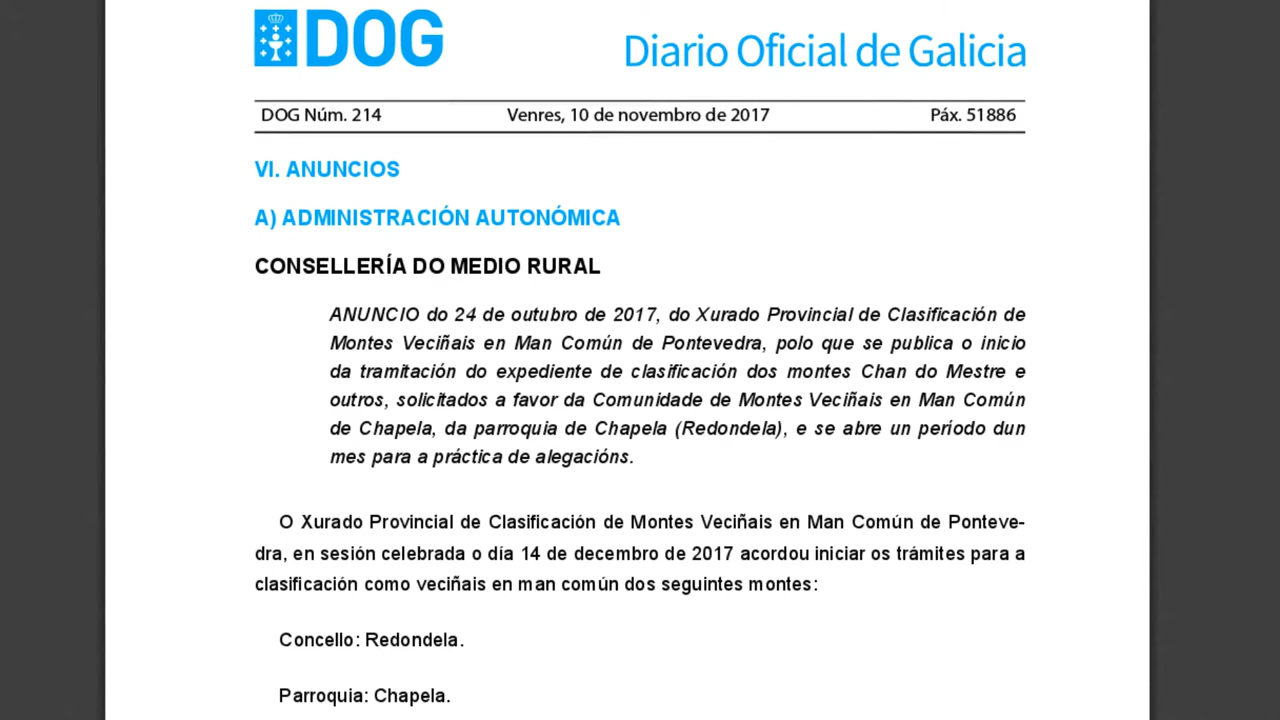 DOG
Diario Oficial de Galicia
DOG Núm. 214
Venres, 10 de novembro de 2017
Páx. 51886
VI. ANUNCIOS
A) ADMINISTRACIÓN AUTONÓMICA
CONSELLERÍA DO MEDIO RURAL
ANUNCIO do 24 de outubro de 2017, do Xurado Provincial de Clasificación de
Montes Veciñais en Man Común de Pontevedra, polo que se publica o inicio
da tramitación do expediente de clasificación dos montes Chan do Mestre e
outros, solicitados a favor da Comunidade de Montes Veciñais en Man Común
de Chapela, da parroquia de Chapela (Redondela), e se abre un período dun
mes para a práctica de alegacións.
O Xurado Provincial de Clasificación de Montes Veciñais en Man Común de Ponteve-
dra, en sesión celebrada o día 14 de decembro de 2017 acordou iniciar os trámites para a
clasificación como veciñais en man común dos seguintes montes:
Concello: Redondela.
Parroquia: Chapela.